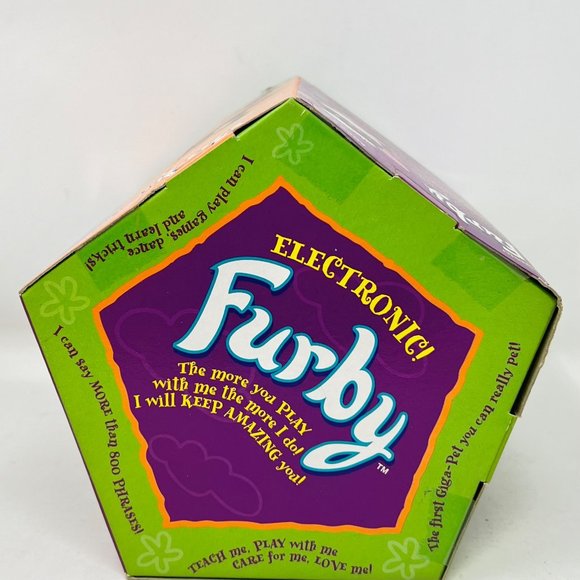 ELECTRONIC!
Furby
TM
The more you PLAY
with me the more I do!
I will KEEP AMAZING you!
I can play games, dance
and learn tricks!
I can say MORE than 800 PHRASES!
TEACH me, PLAY with me
CARE for me, LOVE me!
The first Giga-Pet you can really pet!
Furby